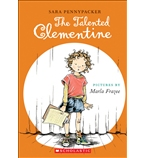 SARA PENNYPACKER
The Talented
Clementine
PICTURES BY
Marla Frazee
SCHOLASTIC